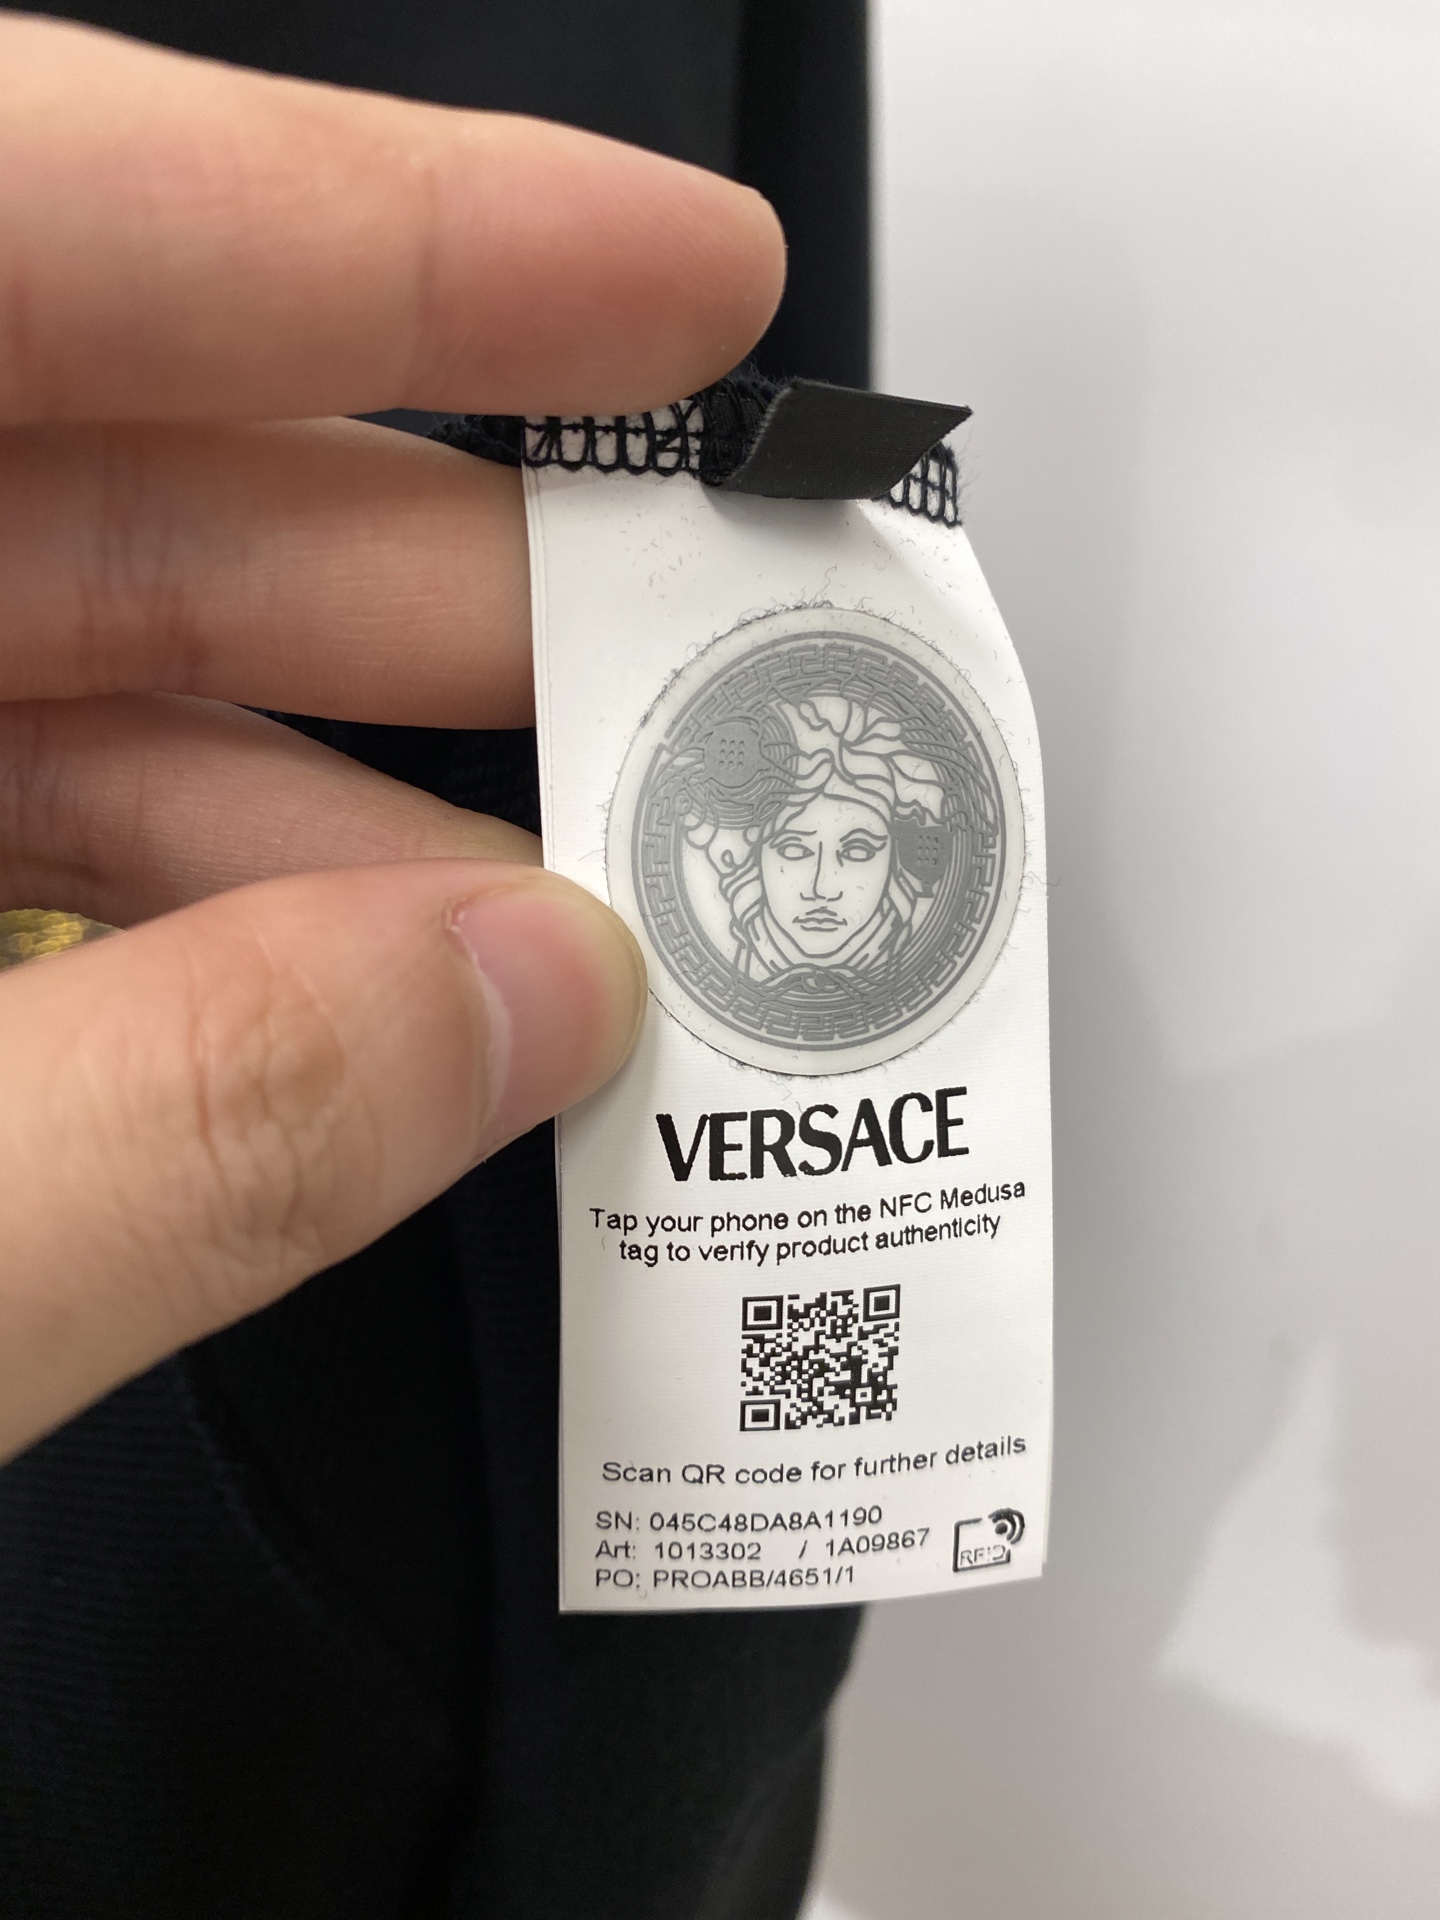 VERSACE
Tap your phone on the NFC Medusa
tag to verify product authenticity
Scan QR code for further details
SN: 045C48DA8A1190
Art: 1013302 / 1A09867
PO: PROABB/4651/1
RFID